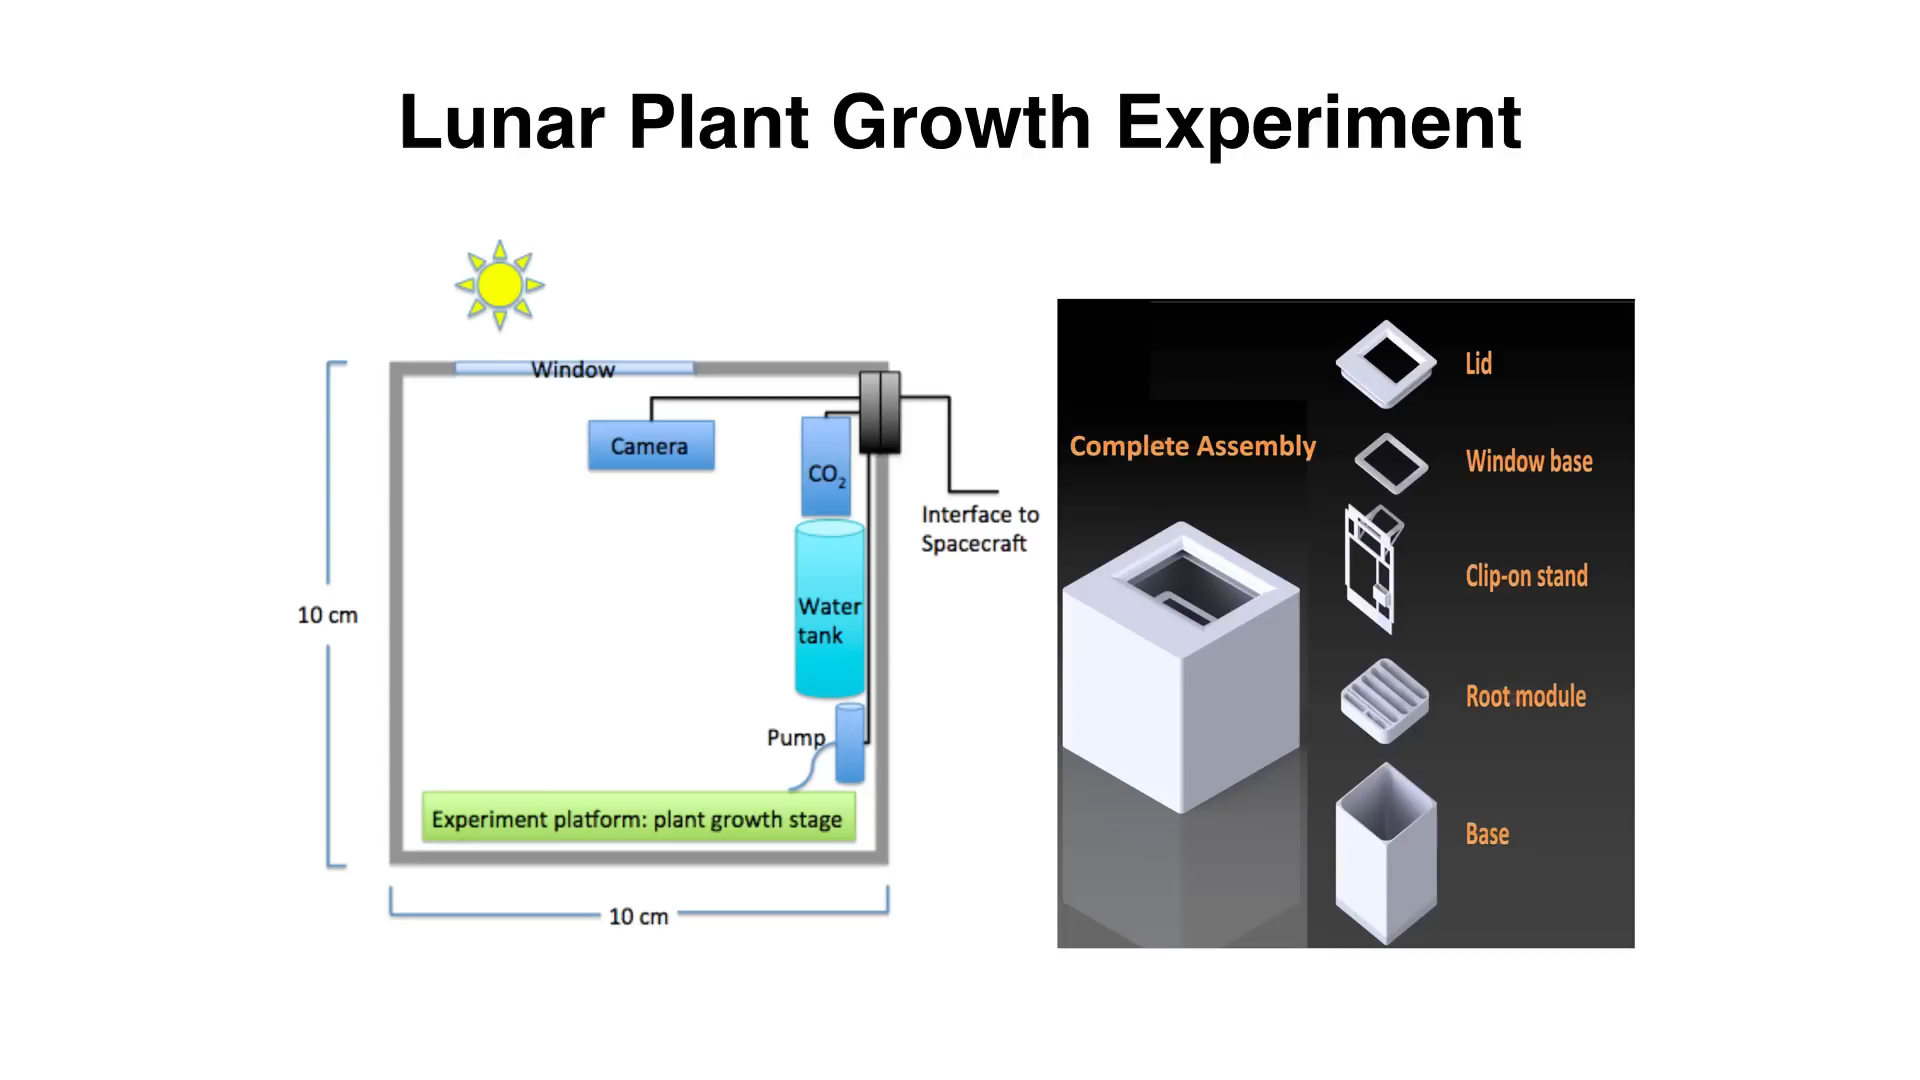 Lunar Plant Growth Experiment
Window
Camera
CO₂
Interface to
Spacecraft
10 cm
Water
tank
Pump
Experiment platform: plant growth stage
10 cm
Complete Assembly
Lid
Window base
Clip-on stand
Root module
Base